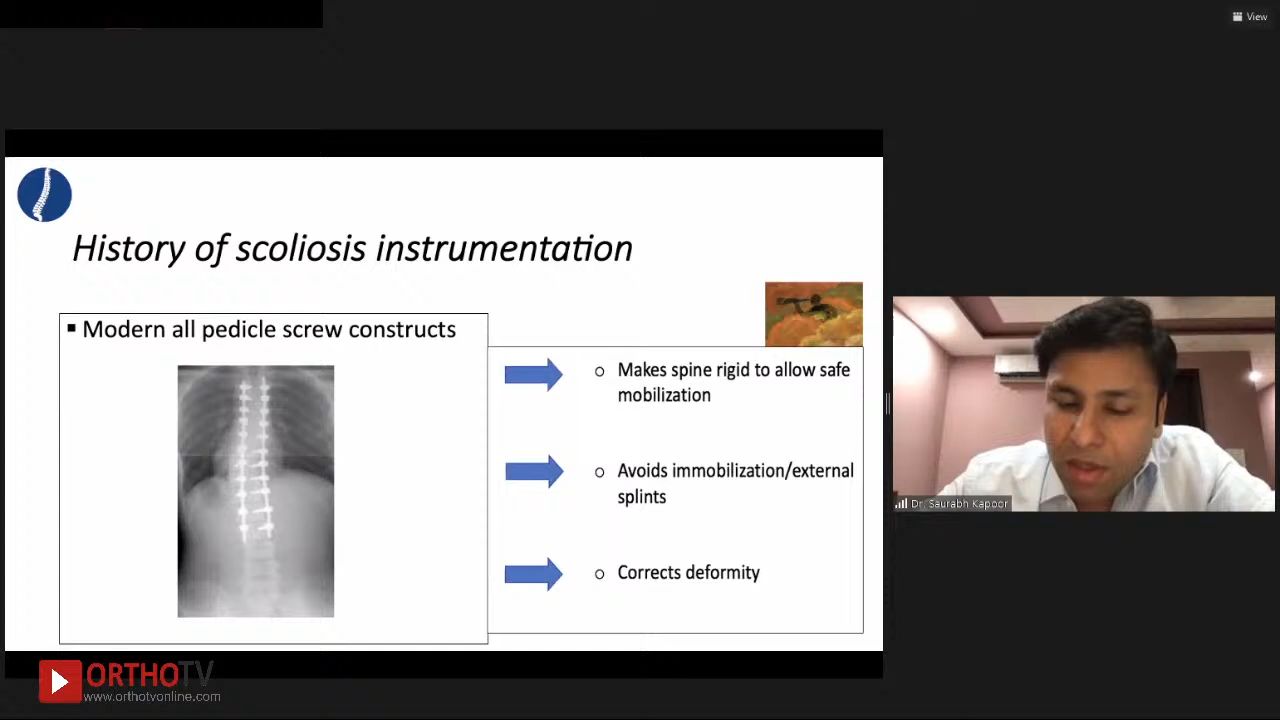 View
History of scoliosis instrumentation
▪ Modern all pedicle screw constructs
o Makes spine rigid to allow safe
mobilization
o Avoids immobilization/external
splints
o Corrects deformity
Dr. Saurabh Kapoor
ORTHOTV
www.orthotvonline.com